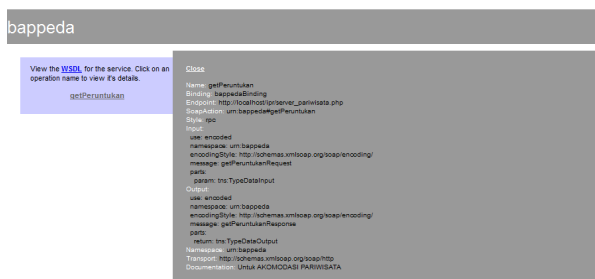 bappeda
View the WSDL for the service. Click on an
operation name to view it's details.
getPeruntukan
Close
Name: getPeruntukan
Binding: bappedaBinding
Endpoint: http://localhost/ipr/server_pariwisata.php
SoapAction: urn:bappeda#getPeruntukan
Style: rpc
Input:
use: encoded
namespace: urn:bappeda
encodingStyle: http://schemas.xmlsoap.org/soap/encoding/
message: getPeruntukanRequest
parts:
param: tns:TypeDataInput
Output:
use: encoded
namespace: urn:bappeda
encodingStyle: http://schemas.xmlsoap.org/soap/encoding/
message: getPeruntukanResponse
parts:
return: tns:TypeDataOutput
Namespace: urn:bappeda
Transport: http://schemas.xmlsoap.org/soap/http
Documentation: Untuk AKOMODASI PARIWISATA